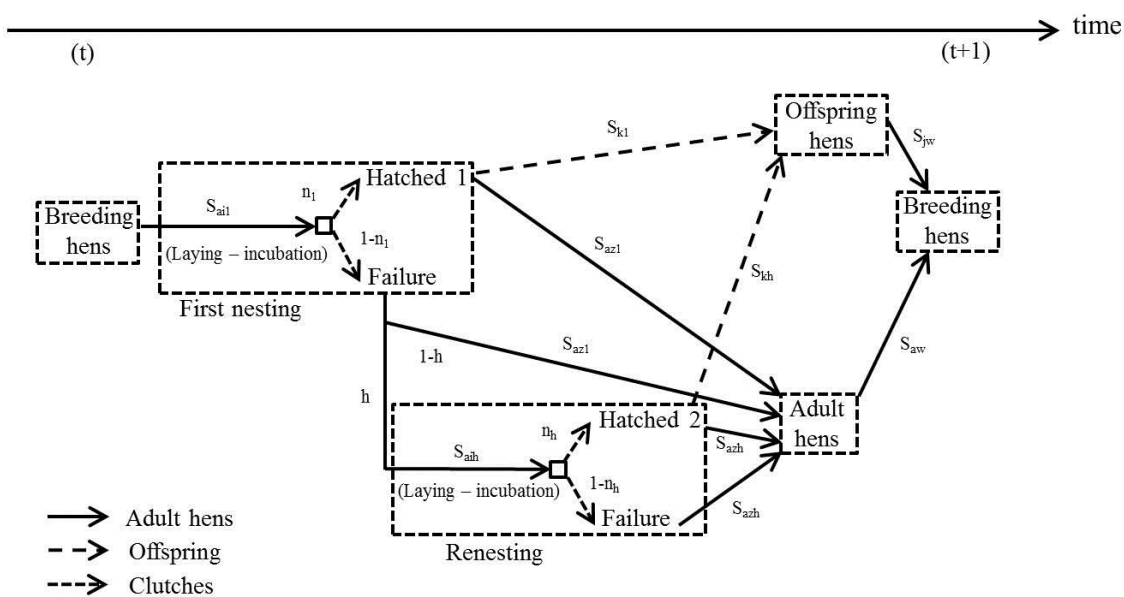 time
(t)
(t+1)
Offspring
hens
S_k1
S_jw
n_1
Hatched 1
Breeding
hens
S_ai1
(Laying – incubation)
1-n_1
Failure
First nesting
Breeding
hens
S_az1
S_kh
1-h
S_az1
S_aw
h
Adult
hens
n_h
Hatched 2
S_aih
(Laying – incubation)
1-n_h
Failure
S_azh
S_azh
Renesting
Adult hens
Offspring
Clutches